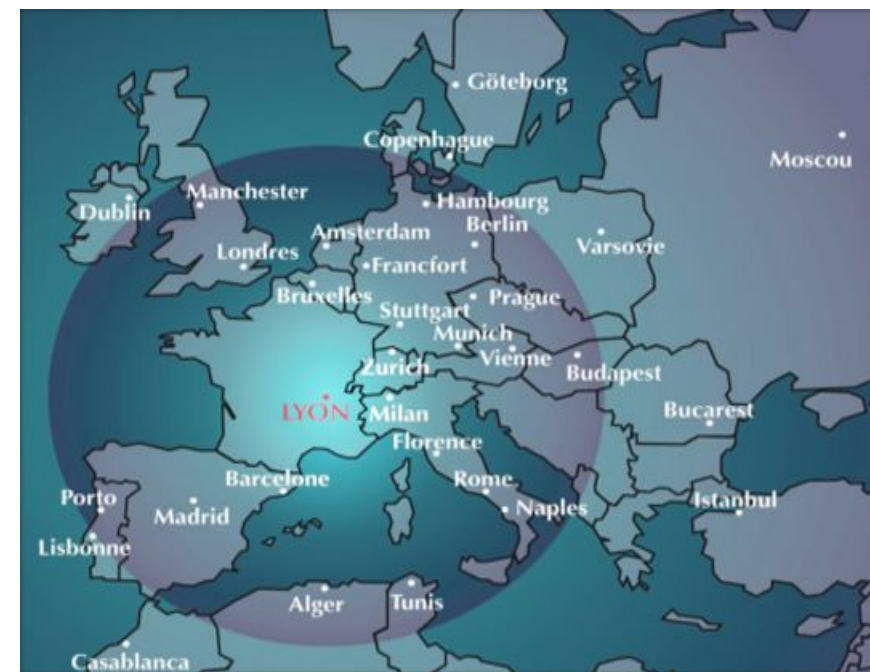 Göteborg
Copenhague
Moscou
Manchester
Hambourg
Dublin
Berlin
Amsterdam
Varsovie
Londres
Francfort
Bruxelles
Prague
Stuttgart
Munich
Vienne
Zurich
Budapest
LYON
Milan
Bucarest
Florence
Barcelone
Rome
Porto
Istanbul
Madrid
Naples
Lisbonne
Alger
Tunis
Casablanca